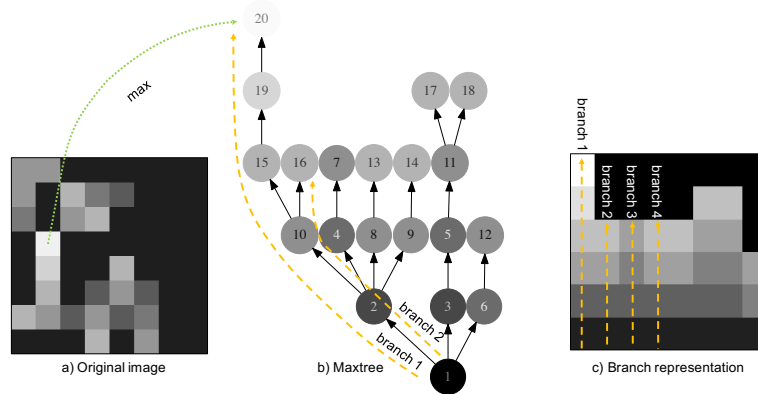 20
max
19
17 18
15 16 7 13 14 11
10 4 8 9 5 12
2 3 6
1
branch 1
branch 2
branch 1
branch 2
branch 3
branch 4
a) Original image
b) Maxtree
c) Branch representation